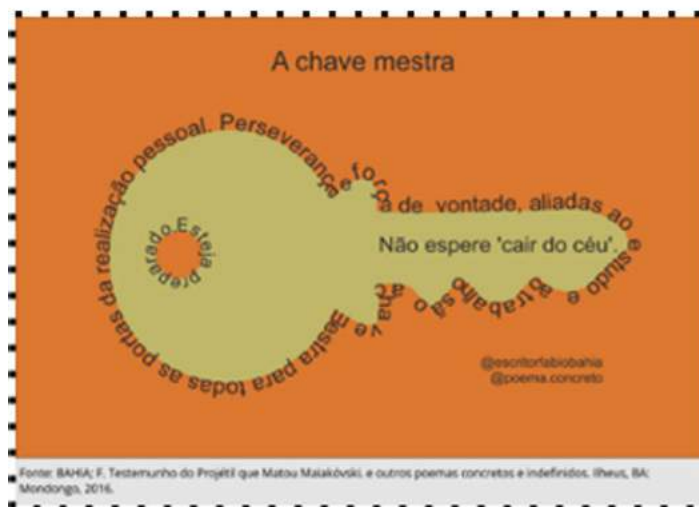 A chave mestra
Perseverança e força de vontade, aliadas ao estudo e o trabalho são a chave mestra para todas as portas da realização pessoal.
Esteja preparado.
Não espere 'cair do céu'.
@escritorfabiobahia
@poema.concreto
Fonte: BAHIA; F. Testemunho do Projétil que Matou Maiakóvski. e outros poemas concretos e indefinidos. Ilheus, BA:
Mondongo, 2016.